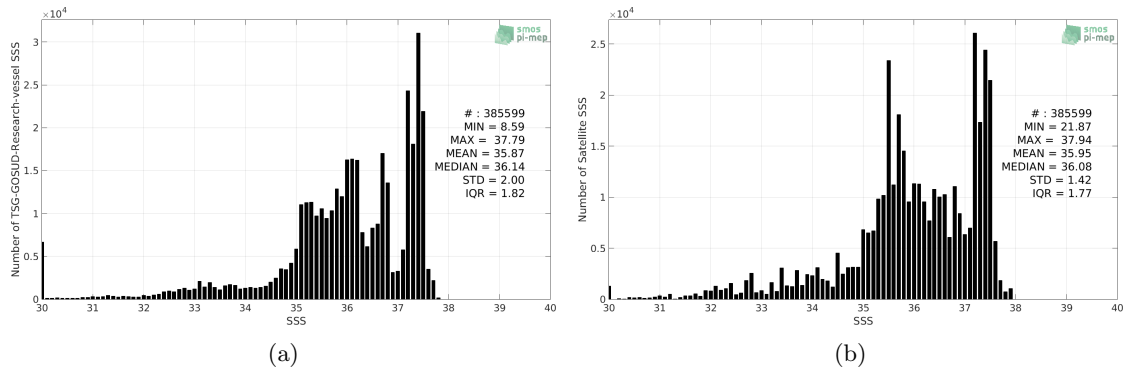 ×10⁴
smos
pi-mep
3
2.5
2
1.5
1
0.5
0
Number of TSG-GOSUD-Research-vessel SSS
# : 385599
MIN = 8.59
MAX = 37.79
MEAN = 35.87
MEDIAN = 36.14
STD = 2.00
IQR = 1.82
30 31 32 33 34 35 36 37 38 39 40
SSS
(a)
×10⁴
smos
pi-mep
2.5
2
1.5
1
0.5
0
Number of Satellite SSS
# : 385599
MIN = 21.87
MAX = 37.94
MEAN = 35.95
MEDIAN = 36.08
STD = 1.42
IQR = 1.77
30 31 32 33 34 35 36 37 38 39 40
SSS
(b)